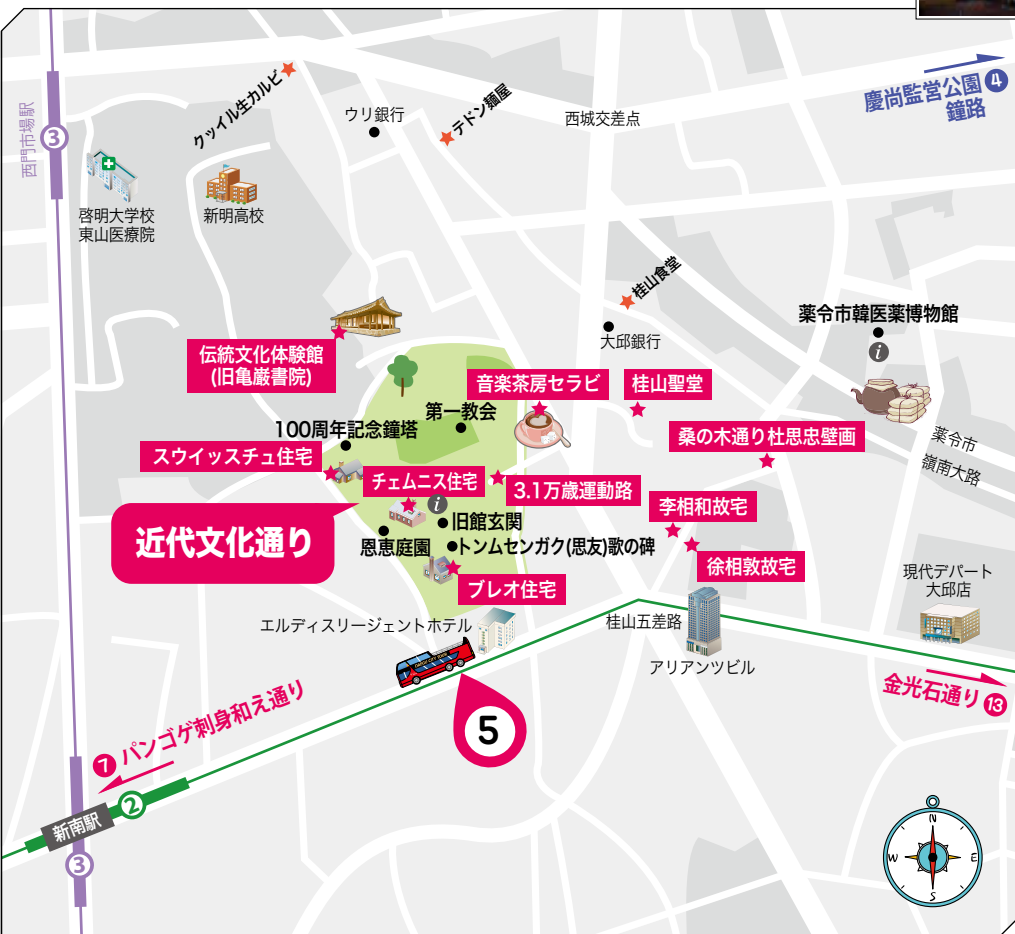 慶尚監営公園 4
鐘路
西門市場駅
3
クッイル生カルビ
ウリ銀行
テドン麺屋
西城交差点
啓明大学校
東山医療院
新明高校
桂山食堂
大邱銀行
薬令市韓医薬博物館
i
伝統文化体験館
(旧亀巌書院)
音楽茶房セラビ
桂山聖堂
第一教会
100周年記念鐘塔
桑の木通り杜思忠壁画
薬令市
嶺南大路
スウイッスチュ住宅
チェムニス住宅
3.1万歳運動路
i
李相和故宅
近代文化通り
旧館玄関
恩恵庭園
トンムセンガク(思友)歌の碑
徐相敦故宅
ブレオ住宅
現代デパート
大邱店
エルディスリージェントホテル
桂山五差路
アリアンツビル
金光石通り 13
5
7 パンゴゲ刺身和え通り
2
新南駅
3
N
W
E
S